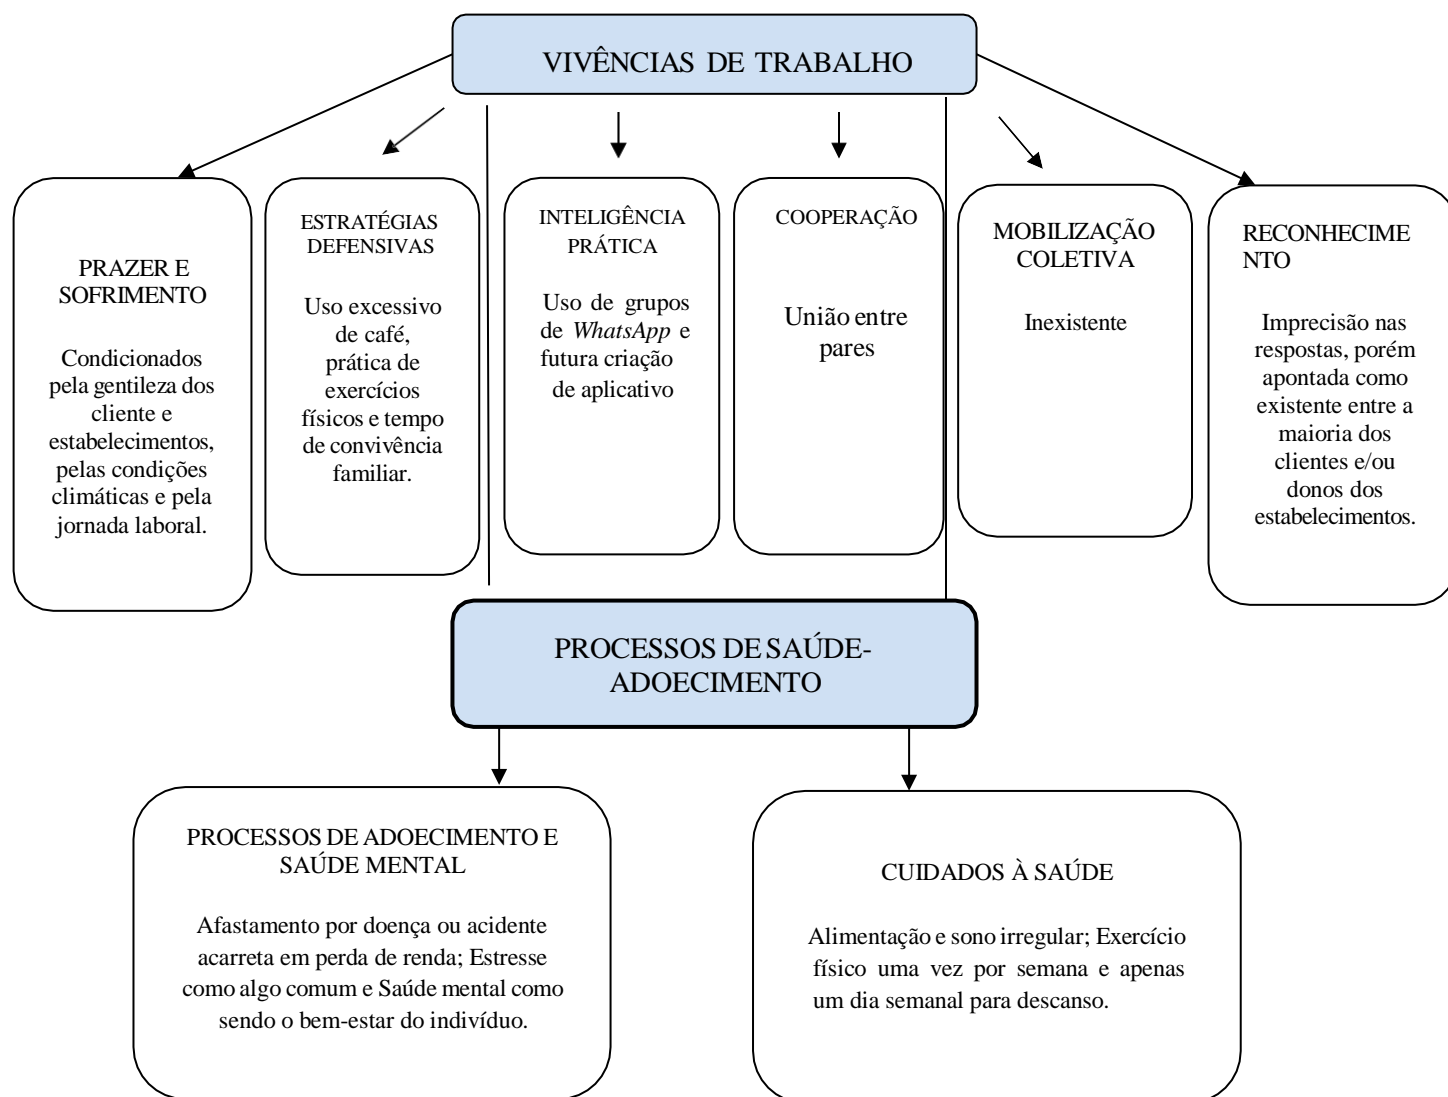 VIVÊNCIAS DE TRABALHO
PRAZER E
SOFRIMENTO
Condicionados
pela gentileza dos
cliente e
estabelecimentos,
pelas condições
climáticas e pela
jornada laboral.
ESTRATÉGIAS
DEFENSIVAS
Uso excessivo
de café,
prática de
exercícios
físicos e tempo
de convivência
familiar.
INTELIGÊNCIA
PRÁTICA
Uso de grupos
de WhatsApp e
futura criação
de aplicativo
COOPERAÇÃO
União entre
pares
MOBILIZAÇÃO
COLETIVA
Inexistente
RECONHECIME
NTO
Imprecisão nas
respostas, porém
apontada como
existente entre a
maioria dos
clientes e/ou
donos dos
estabelecimentos.
PROCESSOS DE SAÚDE-
ADOECIMENTO
PROCESSOS DE ADOECIMENTO E
SAÚDE MENTAL
Afastamento por doença ou acidente
acarreta em perda de renda; Estresse
como algo comum e Saúde mental como
sendo o bem-estar do indivíduo.
CUIDADOS À SAÚDE
Alimentação e sono irregular; Exercício
físico uma vez por semana e apenas
um dia semanal para descanso.